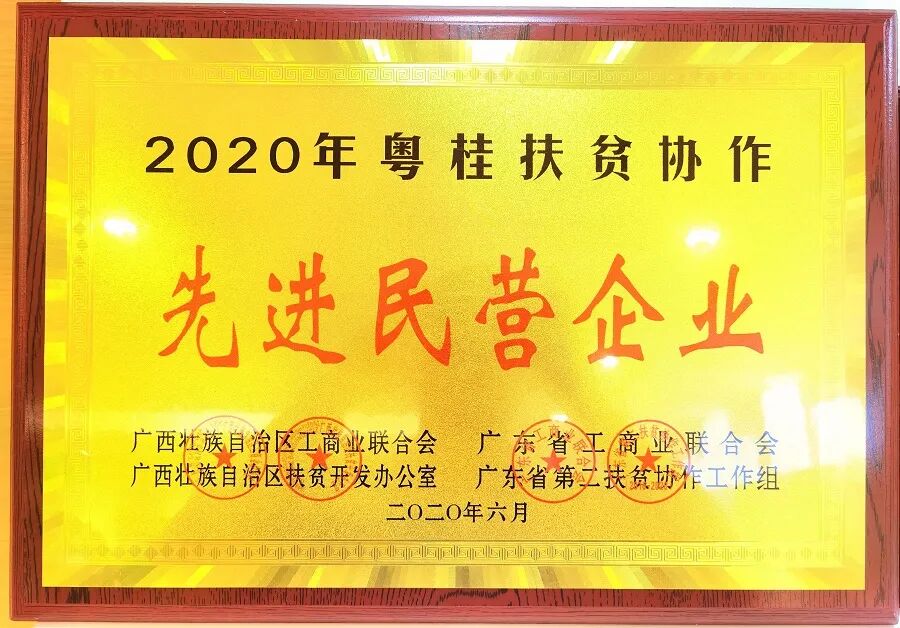 2020年粤桂扶贫协作
先进民营企业
广西壮族自治区工商业联合会 广东省工商业联合会
广西壮族自治区扶贫开发办公室 广东省第二扶贫协作工作组
二〇二〇年六月